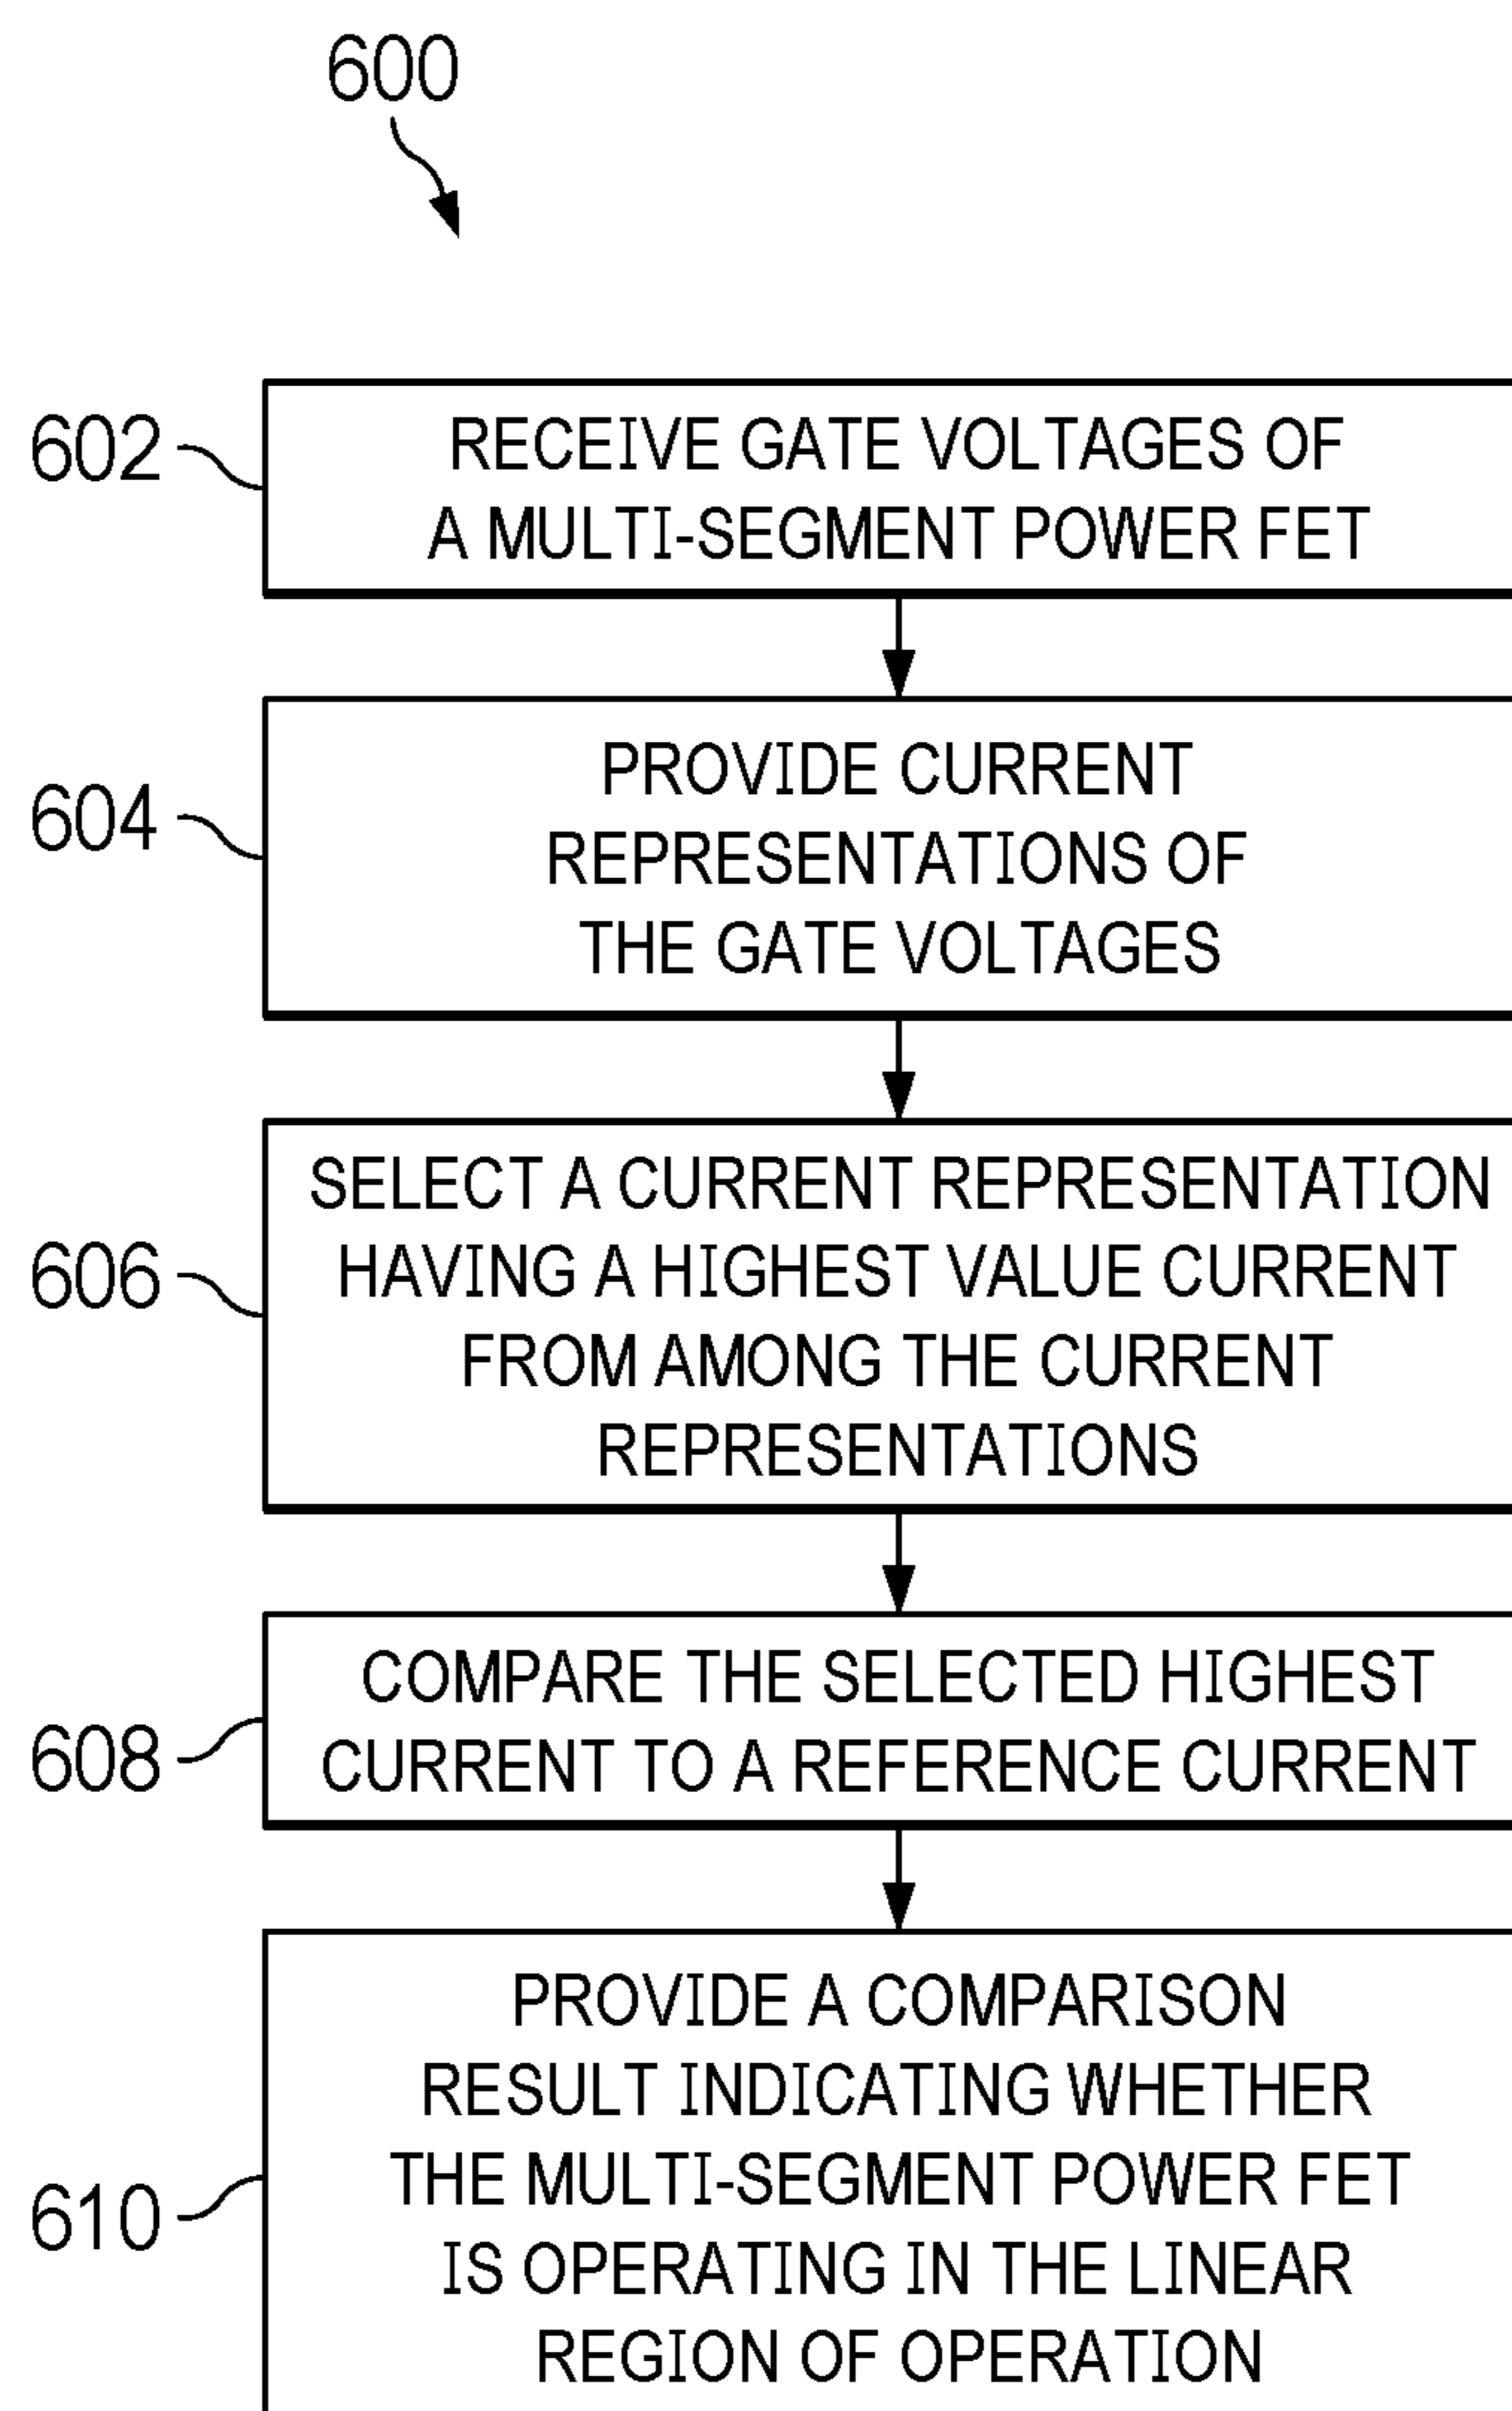 600
602
RECEIVE GATE VOLTAGES OF
A MULTI-SEGMENT POWER FET
604
PROVIDE CURRENT
REPRESENTATIONS OF
THE GATE VOLTAGES
606
SELECT A CURRENT REPRESENTATION
HAVING A HIGHEST VALUE CURRENT
FROM AMONG THE CURRENT
REPRESENTATIONS
608
COMPARE THE SELECTED HIGHEST
CURRENT TO A REFERENCE CURRENT
610
PROVIDE A COMPARISON
RESULT INDICATING WHETHER
THE MULTI-SEGMENT POWER FET
IS OPERATING IN THE LINEAR
REGION OF OPERATION